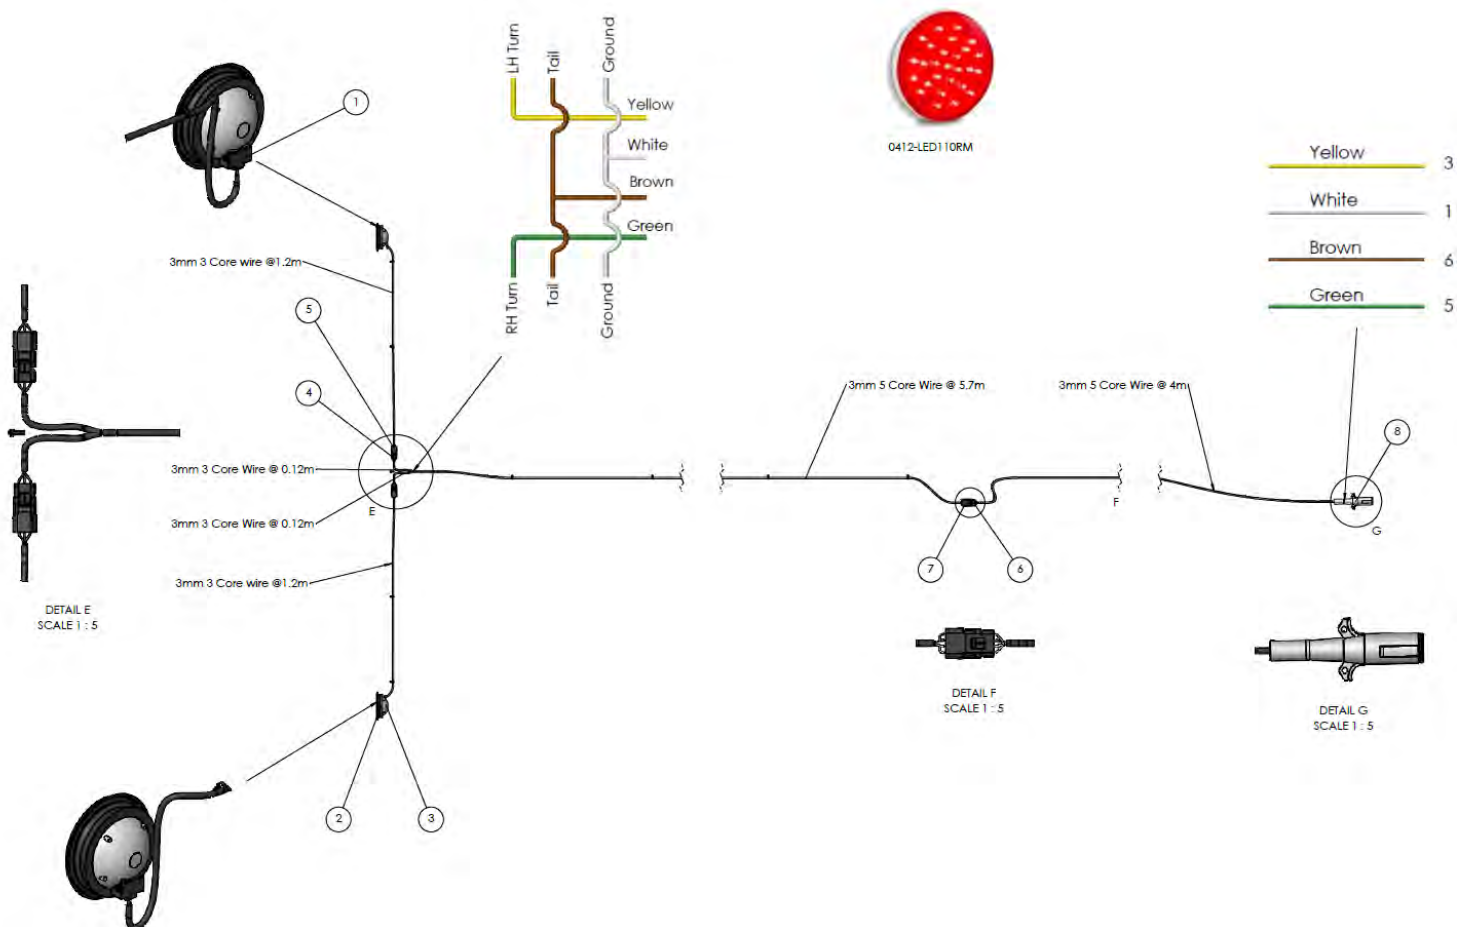 LH Turn
Tail
Ground
Yellow
White
Brown
Green
RH Turn
Tail
Ground
0412-LED110RM
Yellow 3
White 1
Brown 6
Green 5
1
3mm 3 Core wire @1.2m
5
4
3mm 5 Core Wire @ 5.7m
3mm 5 Core Wire @ 4m
8
3mm 3 Core Wire @ 0.12m
E
F
G
3mm 3 Core Wire @ 0.12m
7
6
3mm 3 Core wire @1.2m
DETAIL E
SCALE 1 : 5
DETAIL F
SCALE 1 : 5
DETAIL G
SCALE 1 : 5
2
3